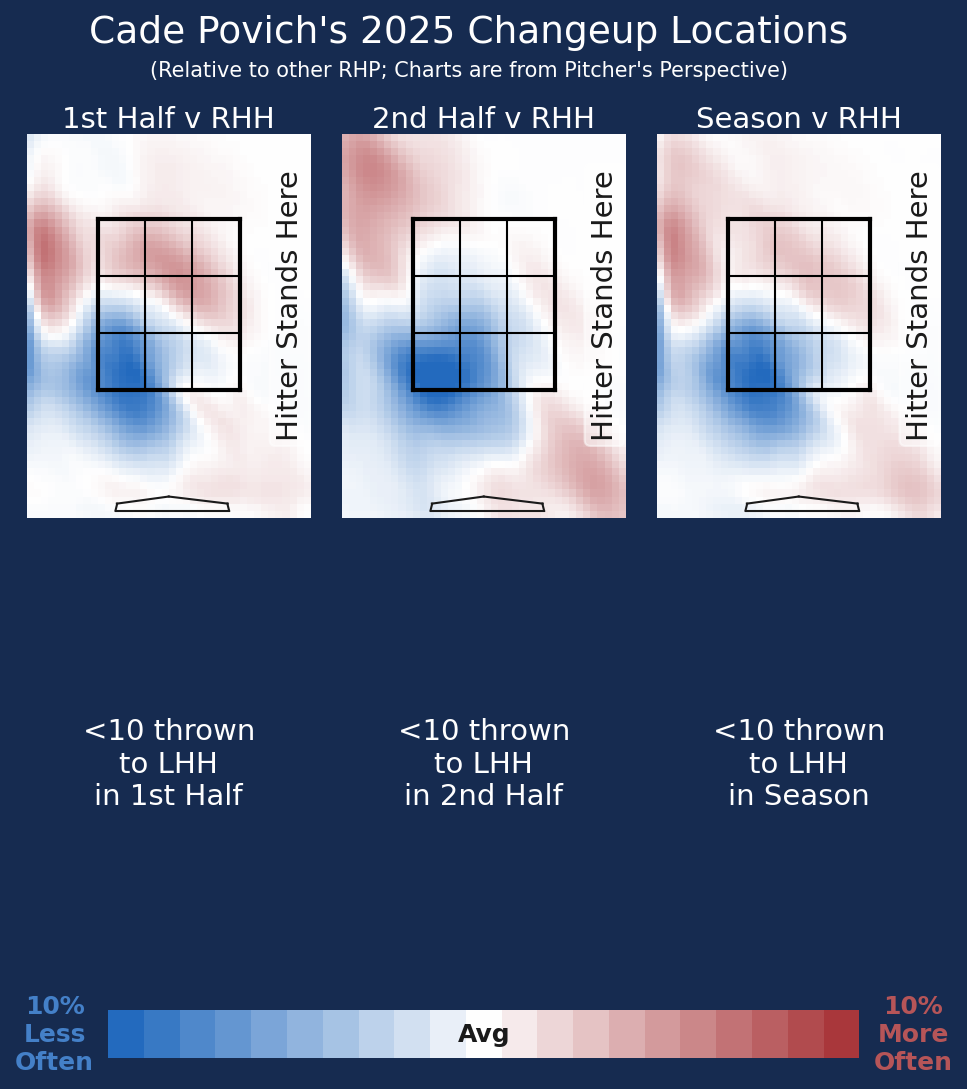 Cade Povich's 2025 Changeup Locations
(Relative to other RHP; Charts are from Pitcher's Perspective)
1st Half v RHH
2nd Half v RHH
Season v RHH
Hitter Stands Here
Hitter Stands Here
Hitter Stands Here
<10 thrown
to LHH
in 1st Half
<10 thrown
to LHH
in 2nd Half
<10 thrown
to LHH
in Season
10%
Less
Often
Avg
10%
More
Often